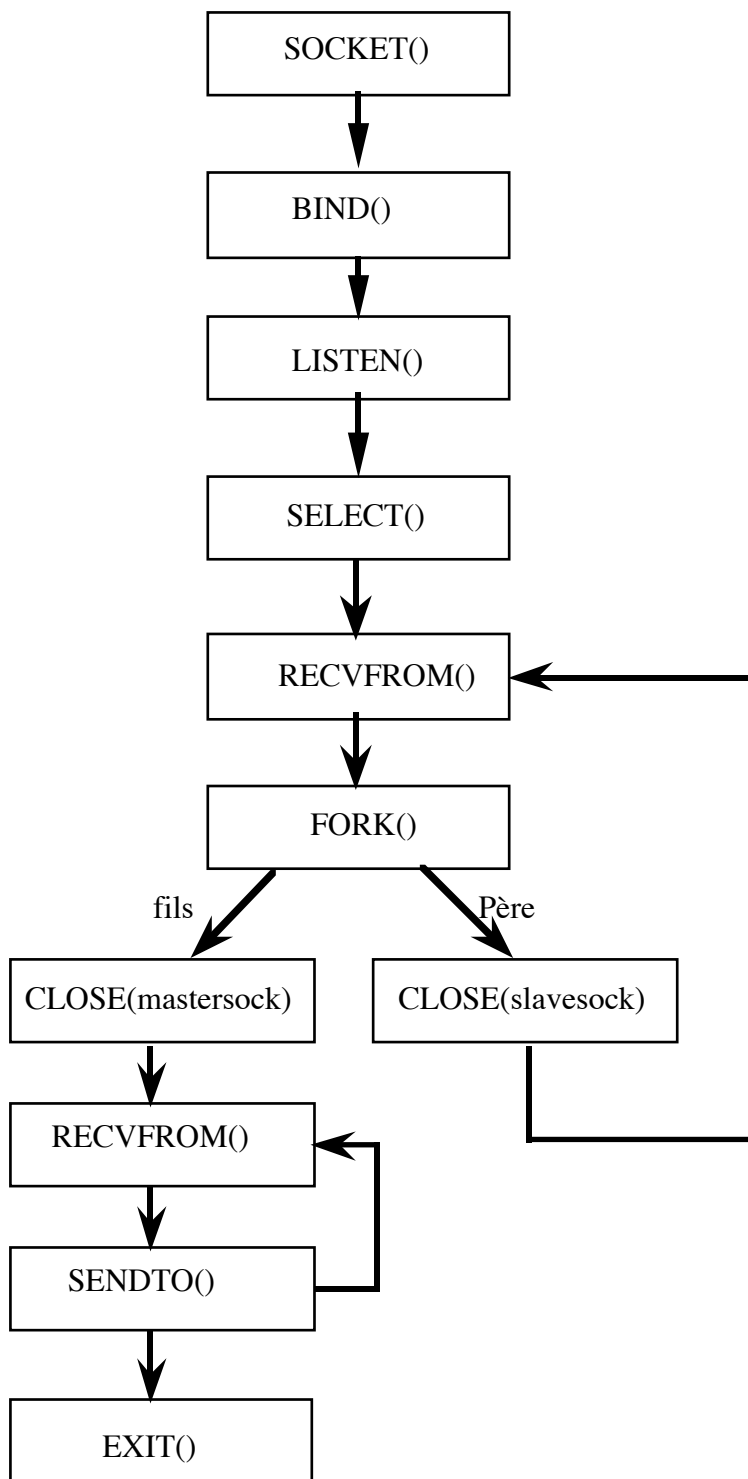 SOCKET()
BIND()
LISTEN()
SELECT()
RECVFROM()
FORK()
fils
Père
CLOSE(mastersock)
CLOSE(slavesock)
RECVFROM()
SENDTO()
EXIT()